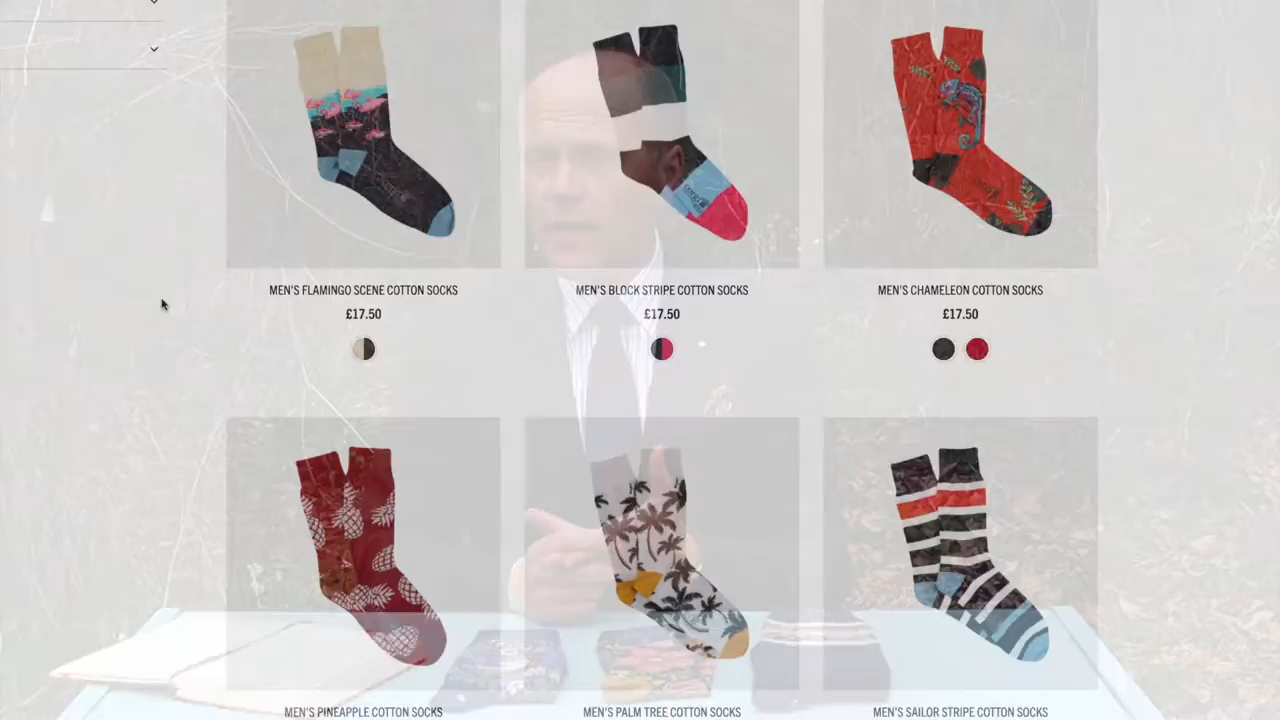 MEN'S FLAMINGO SCENE COTTON SOCKS
MEN'S BLOCK STRIPE COTTON SOCKS
MEN'S CHAMELEON COTTON SOCKS
£17.50
£17.50
£17.50
MEN'S PINEAPPLE COTTON SOCKS
MEN'S PALM TREE COTTON SOCKS
MEN'S SAILOR STRIPE COTTON SOCKS